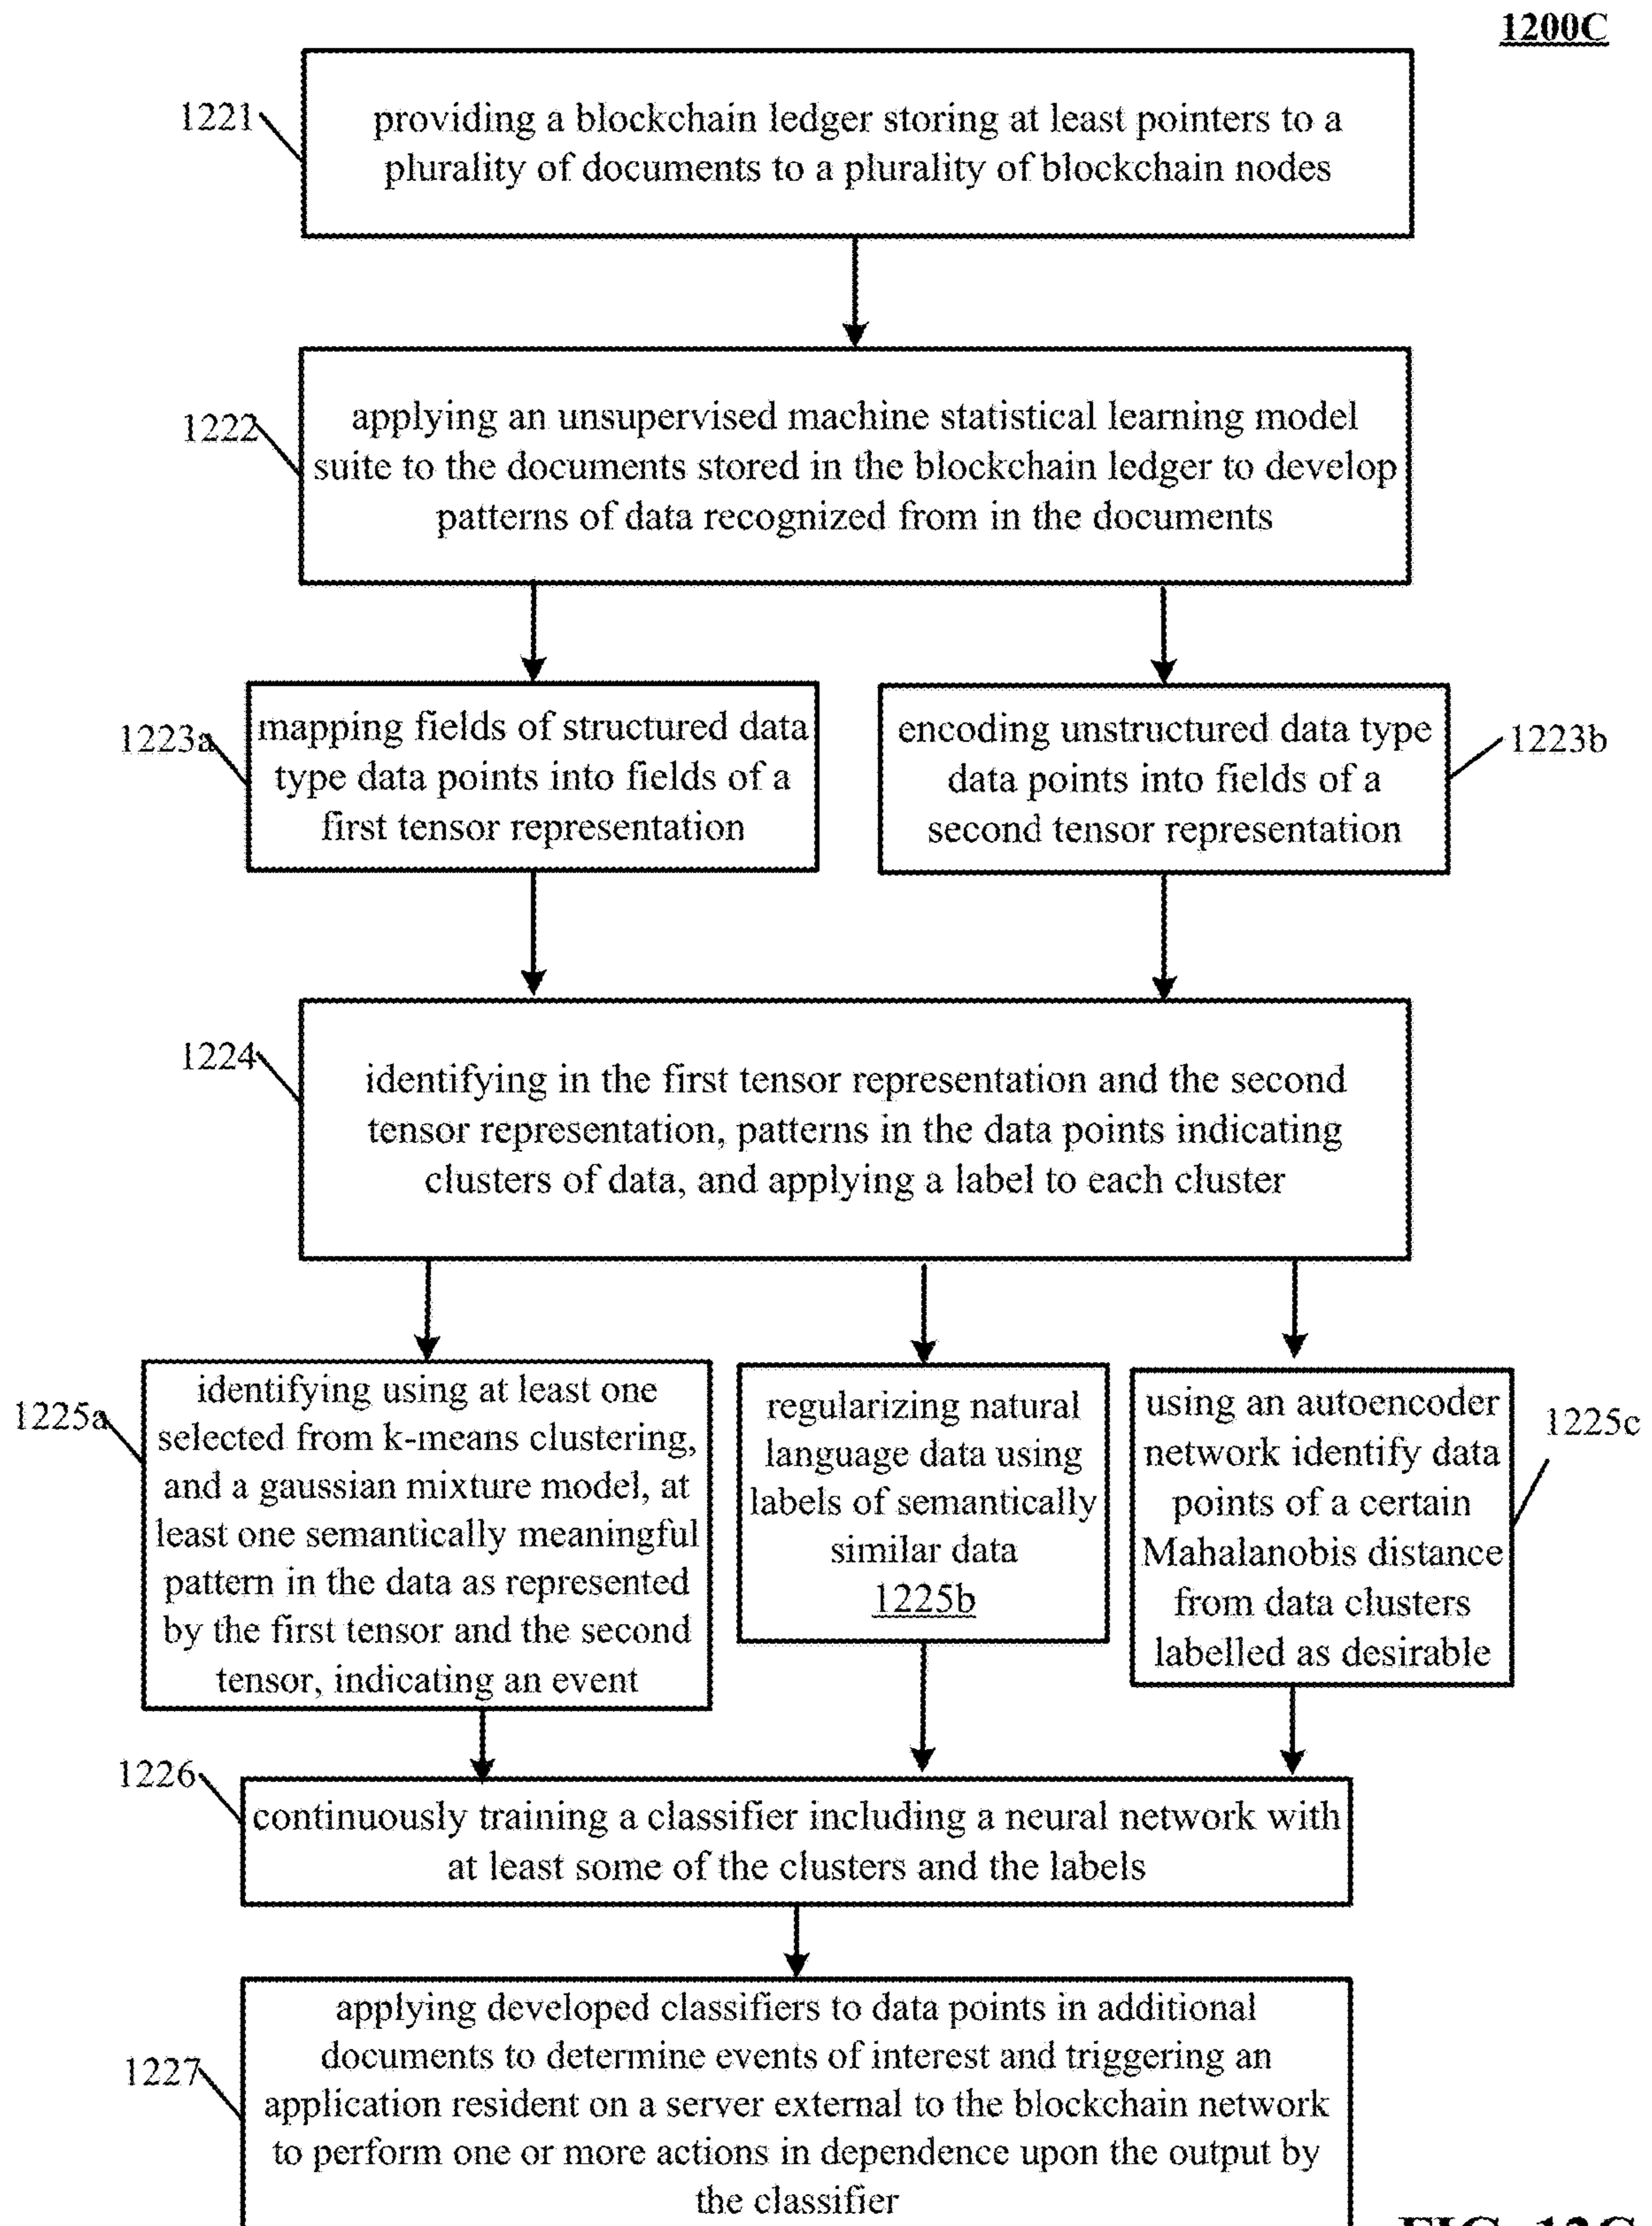 1200C
1221
providing a blockchain ledger storing at least pointers to a
plurality of documents to a plurality of blockchain nodes
1222
applying an unsupervised machine statistical learning model
suite to the documents stored in the blockchain ledger to develop
patterns of data recognized from in the documents
1223a
mapping fields of structured data
type data points into fields of a
first tensor representation
encoding unstructured data type
data points into fields of a
second tensor representation
1223b
1224
identifying in the first tensor representation and the second
tensor representation, patterns in the data points indicating
clusters of data, and applying a label to each cluster
1225a
identifying using at least one
selected from k-means clustering,
and a gaussian mixture model, at
least one semantically meaningful
pattern in the data as represented
by the first tensor and the second
tensor, indicating an event
regularizing natural
language data using
labels of semantically
similar data
1225b
using an autoencoder
network identify data
points of a certain
Mahalanobis distance
from data clusters
labelled as desirable
1225c
1226
continuously training a classifier including a neural network with
at least some of the clusters and the labels
1227
applying developed classifiers to data points in additional
documents to determine events of interest and triggering an
application resident on a server external to the blockchain network
to perform one or more actions in dependence upon the output by
the classifier